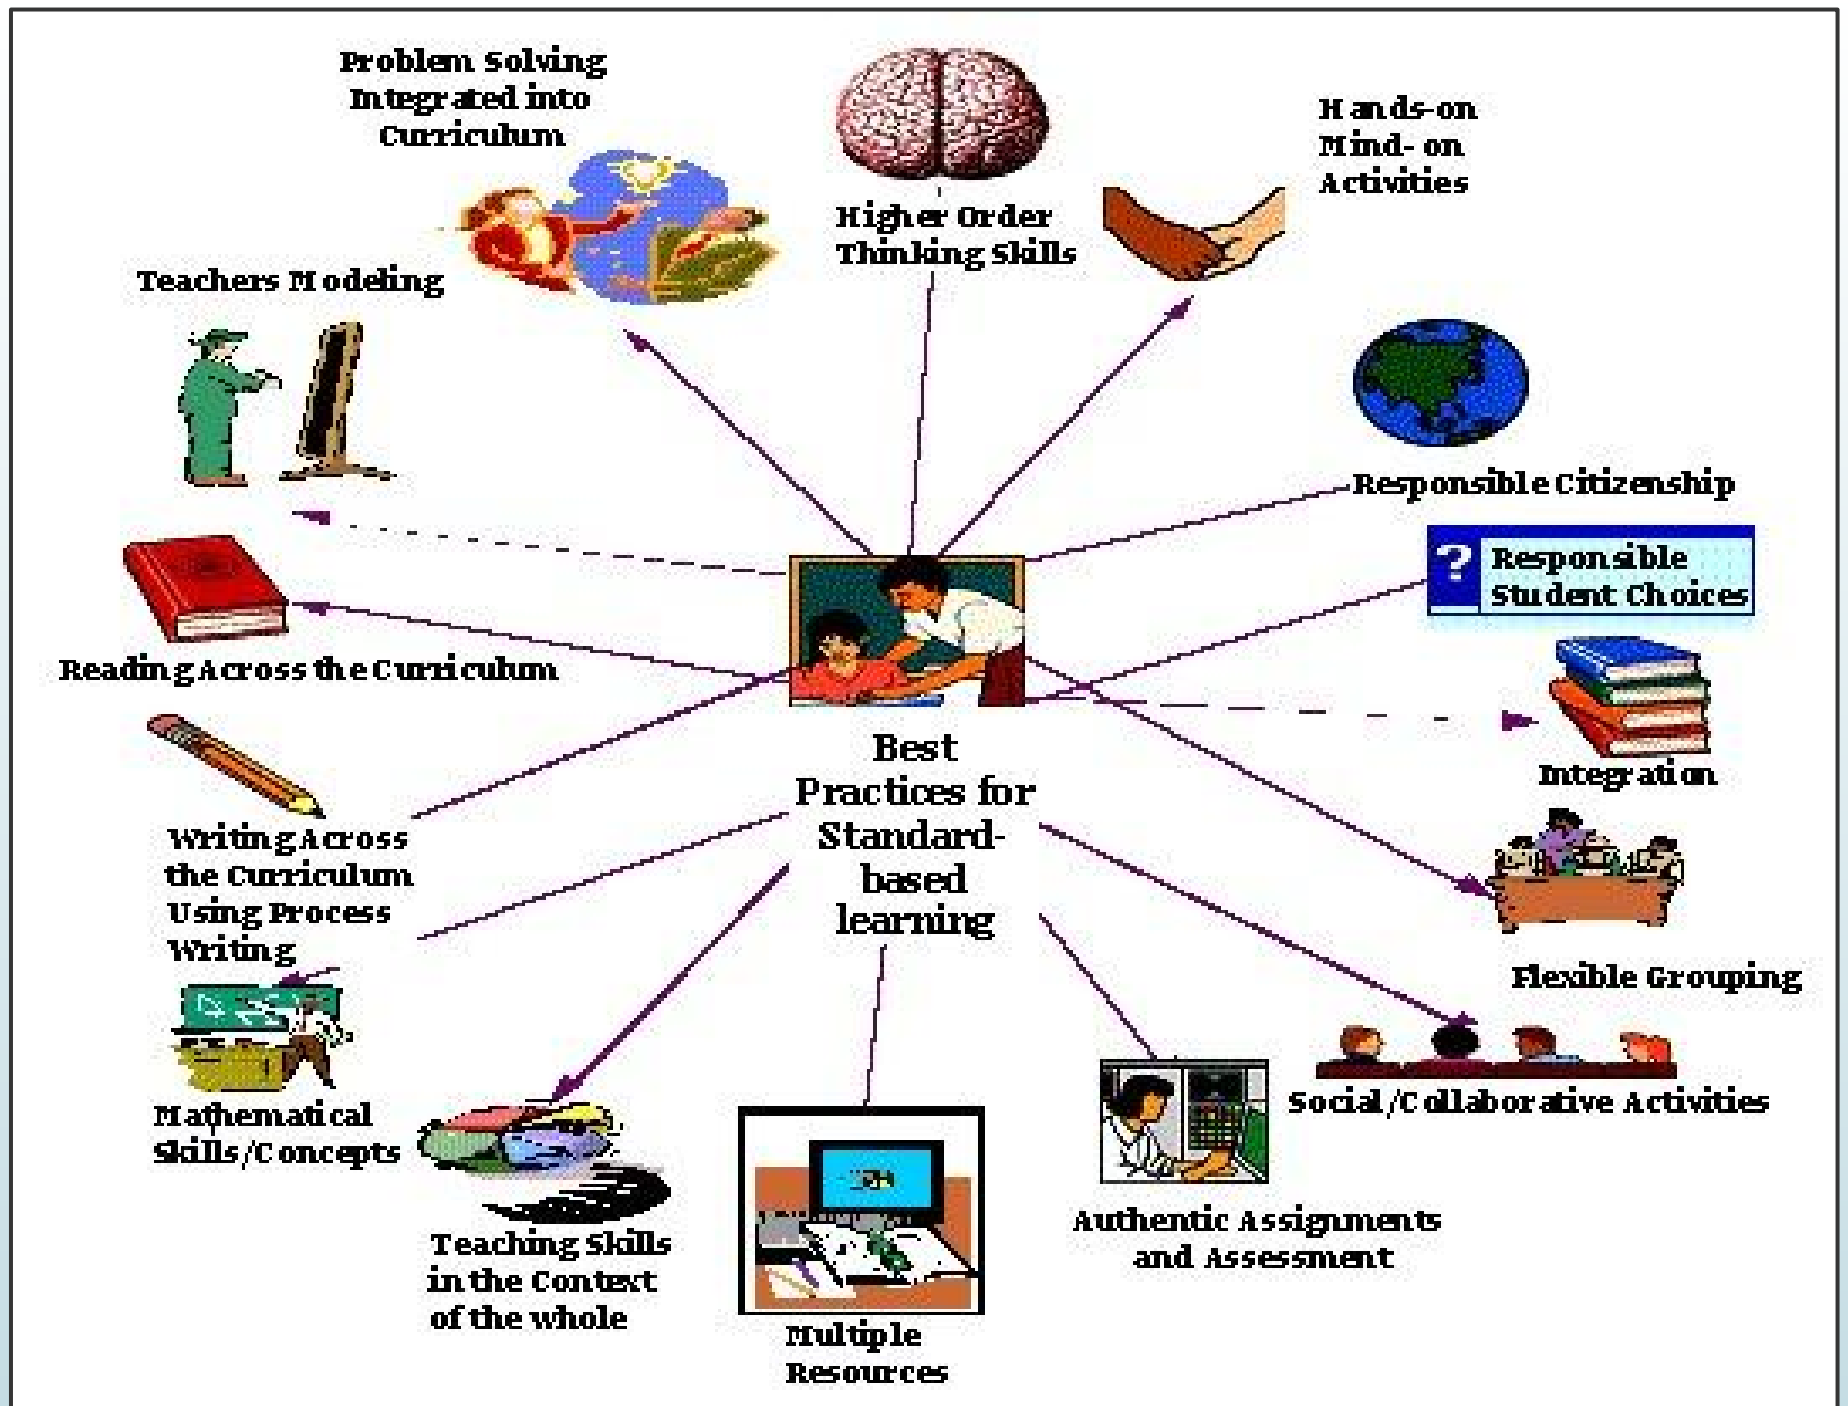 Problem Solving
Integrated into
Curriculum
Higher Order
Thinking Skills
Hands-on
Mind- on
Activities
Teachers Modeling
Responsible Citizenship
?
Responsible
Student Choices
Reading Across the Curriculum
Integration
Best
Practices for
Standard-
based
learning
Writing Across
the Curriculum
Using Process
Writing
Flexible Grouping
Mathematical
Skills/Concepts
Social/Collaborative Activities
Teaching Skills
in the Context
of the whole
Authentic Assignments
and Assessment
Multiple
Resources